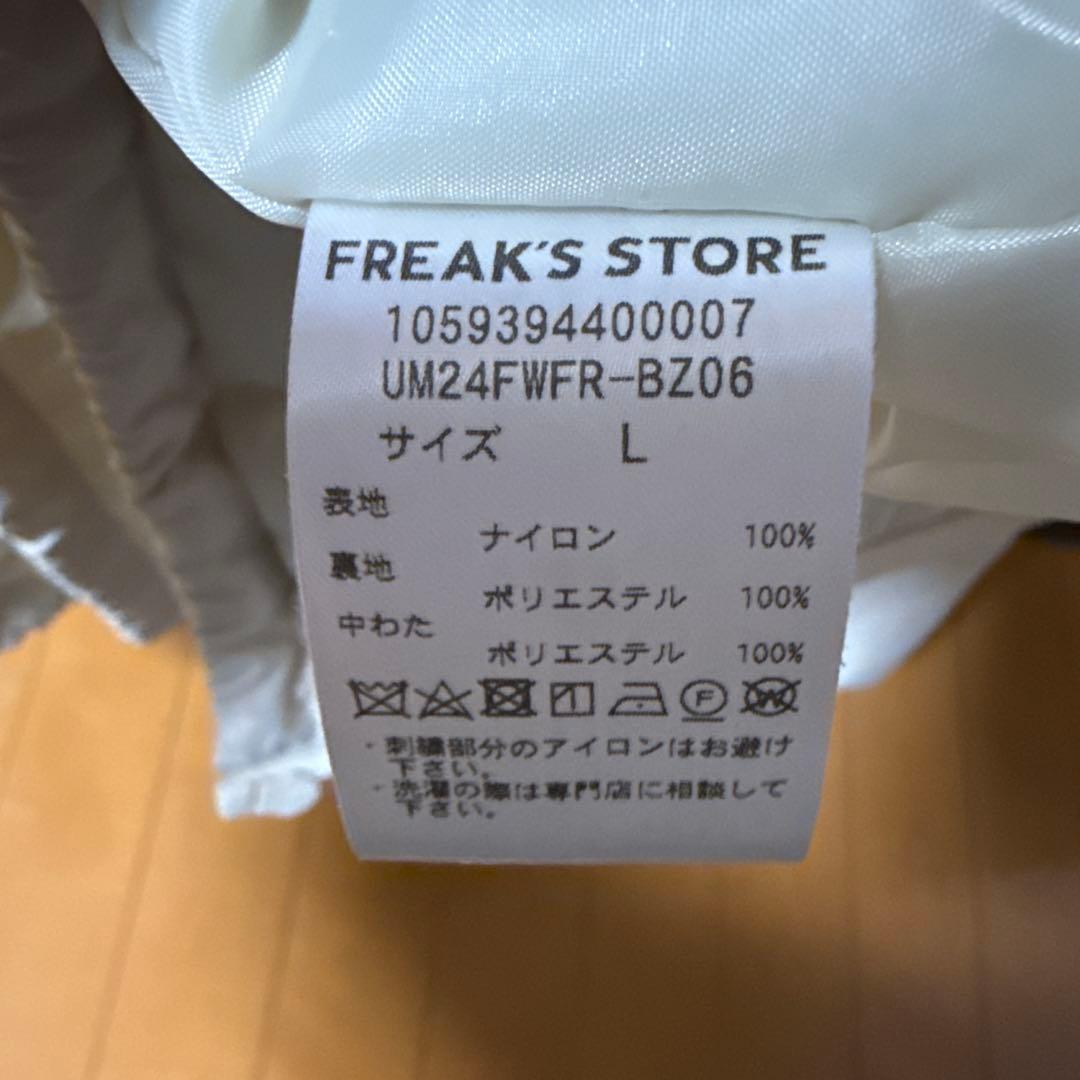 FREAK'S STORE
1059394400007
UM24FWFR-BZ06
サイズ L
表地
ナイロン 100%
裏地
ポリエステル 100%
中わた
ポリエステル 100%
・刺繍部分のアイロンはお避け
下さい。
・洗濯の際は専門店に相談して
下さい。